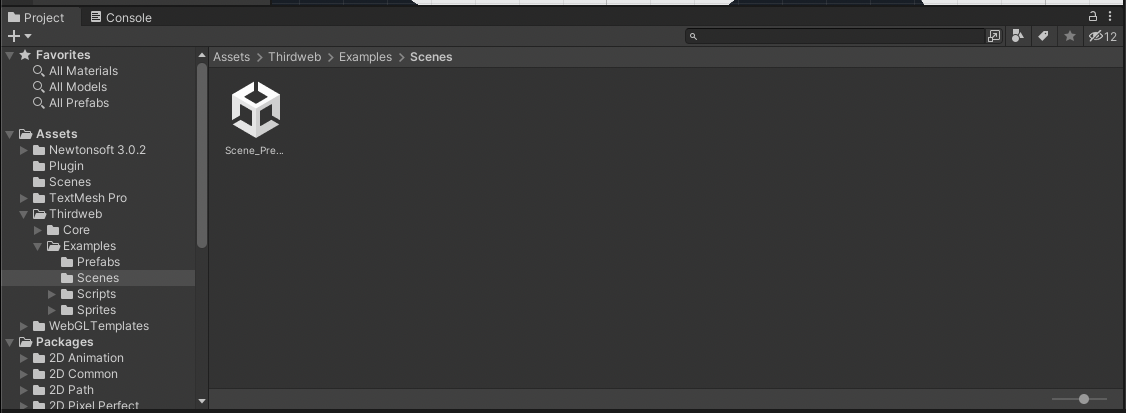 Project
Console
12
Favorites
All Materials
All Models
All Prefabs
Assets
Newtonsoft 3.0.2
Plugin
Scenes
TextMesh Pro
Thirdweb
Core
Examples
Prefabs
Scenes
Scripts
Sprites
WebGLTemplates
Packages
2D Animation
2D Common
2D Path
2D Pixel Perfect
Assets > Thirdweb > Examples > Scenes
Scene_Pre...